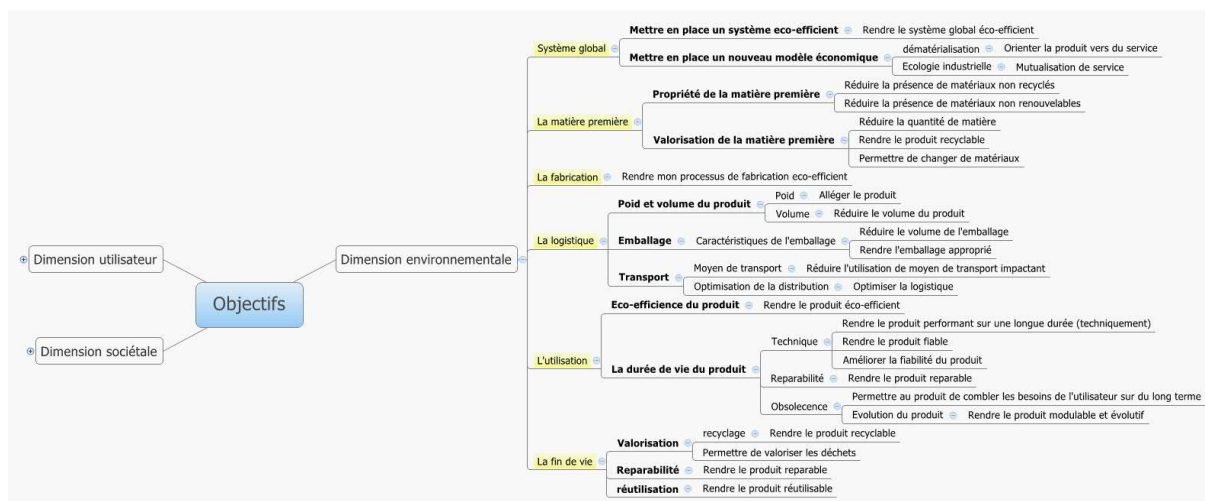 Objectifs
Dimension utilisateur
Dimension sociétale
Dimension environnementale
Système global
Mettre en place un système eco-efficient
Rendre le système global éco-efficient
Mettre en place un nouveau modèle économique
dématérialisation
Orienter la produit vers du service
Ecologie industrielle
Mutualisation de service
La matière première
Propriété de la matière première
Réduire la présence de matériaux non recyclés
Réduire la présence de matériaux non renouvelables
Valorisation de la matière première
Réduire la quantité de matière
Rendre le produit recyclable
Permettre de changer de matériaux
La fabrication
Rendre mon processus de fabrication eco-efficient
La logistique
Poid et volume du produit
Poid
Alléger le produit
Volume
Réduire le volume du produit
Emballage
Caractéristiques de l'emballage
Réduire le volume de l'emballage
Rendre l'emballage approprié
Transport
Moyen de transport
Réduire l'utilisation de moyen de transport impactant
Optimisation de la distribution
Optimiser la logistique
L'utilisation
Eco-efficience du produit
Rendre le produit éco-efficient
La durée de vie du produit
Technique
Rendre le produit performant sur une longue durée (techniquement)
Rendre le produit fiable
Améliorer la fiabilité du produit
Reparabilité
Rendre le produit reparable
Obsolecence
Permettre au produit de combler les besoins de l'utilisateur sur du long terme
Evolution du produit
Rendre le produit modulable et évolutif
La fin de vie
Valorisation
recyclage
Rendre le produit recyclable
Permettre de valoriser les déchets
Reparabilité
Rendre le produit reparable
réutilisation
Rendre le produit réutilisable